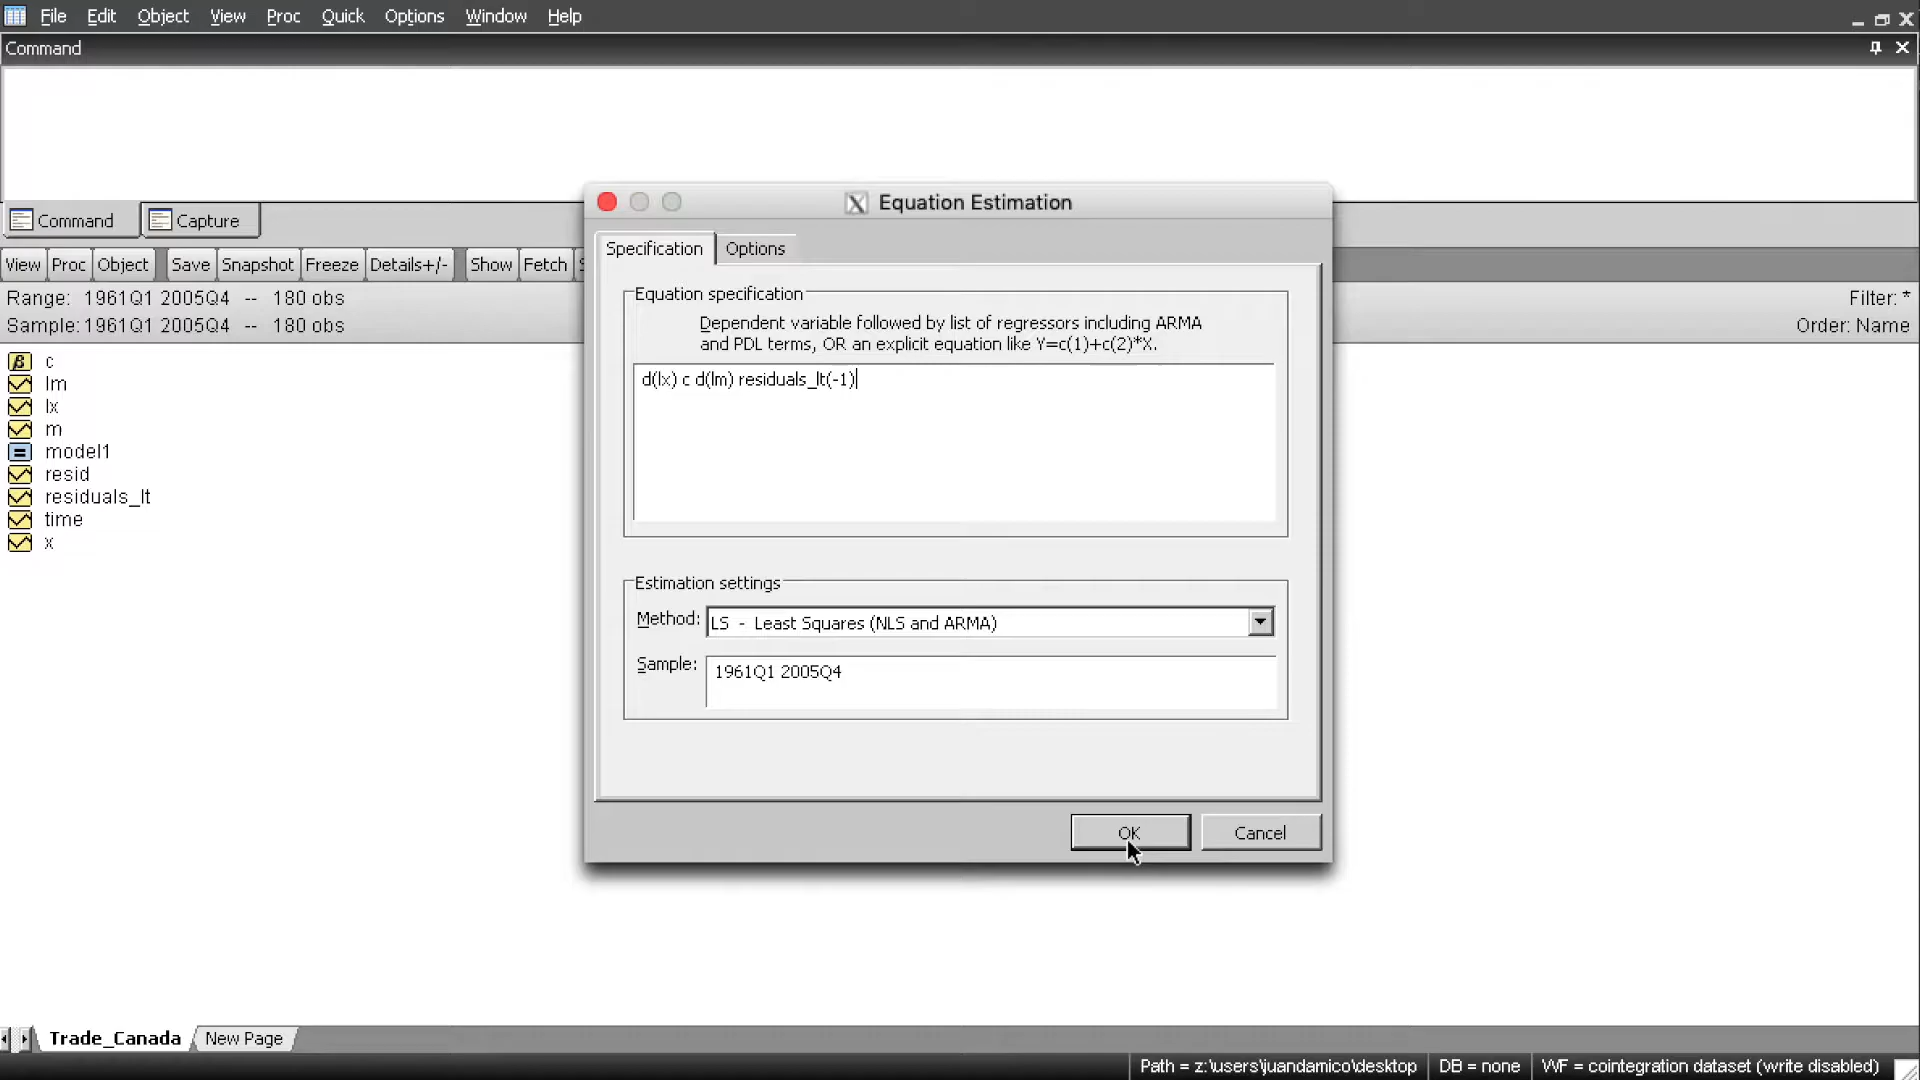 File Edit Object View Proc Quick Options Window Help
Command
Command Capture
View Proc Object Save Snapshot Freeze Details+/- Show Fetch
Range: 1961Q1 2005Q4 -- 180 obs
Filter: *
Sample: 1961Q1 2005Q4 -- 180 obs
Order: Name
β c
lm
lx
m
= model1
resid
residuals_lt
time
x
X Equation Estimation
Specification Options
Equation specification
Dependent variable followed by list of regressors including ARMA
and PDL terms, OR an explicit equation like Y=c(1)+c(2)*X.
d(lx) c d(lm) residuals_lt(-1)
Estimation settings
Method: LS - Least Squares (NLS and ARMA)
Sample: 1961Q1 2005Q4
OK Cancel
Trade_Canada New Page
Path = z:\users\juandamico\desktop DB = none WF = cointegration dataset (write disabled)